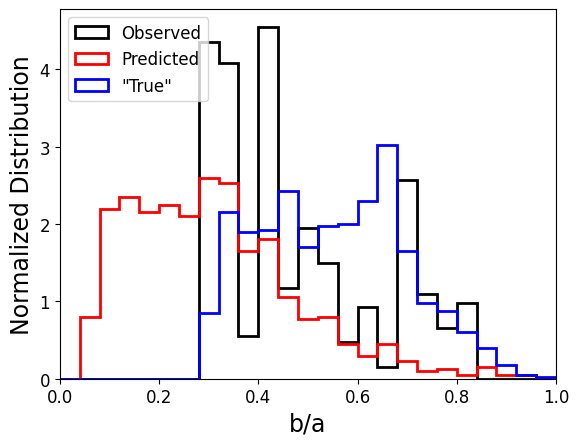 Observed
Predicted
"True"
Normalized Distribution
4
3
2
1
0
0.0 0.2 0.4 0.6 0.8 1.0
b/a